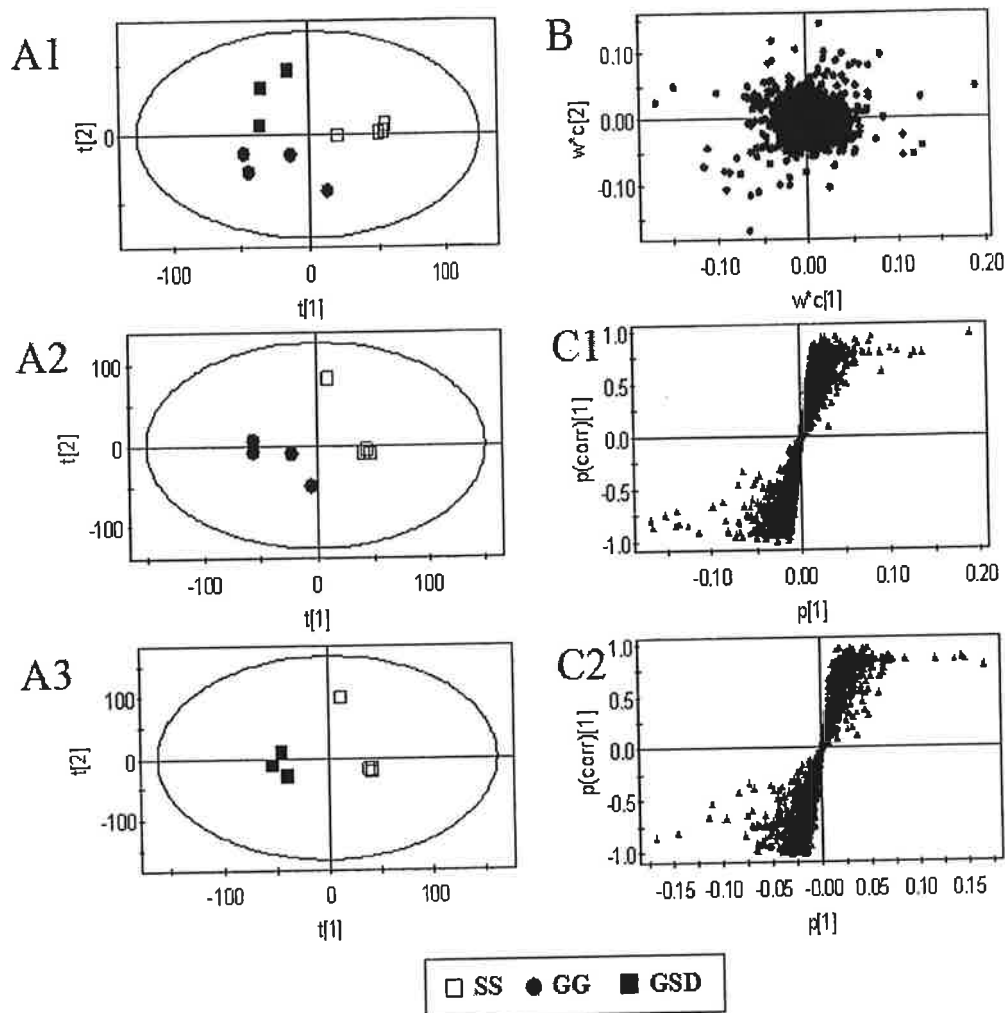 A1
t[2]
0
-100
0
100
t[1]
B
w*c[2]
0.10
0.00
-0.10
-0.10
0.00
0.10
0.20
w*c[1]
A2
t[2]
100
0
-100
-100
0
100
t[1]
C1
p(corr)[1]
1.0
0.5
0.0
-0.5
-1.0
-0.10
0.00
0.10
0.20
p[1]
A3
t[2]
100
0
-100
-100
0
100
t[1]
C2
p(corr)[1]
1.0
0.5
0.0
-0.5
-1.0
-0.15
-0.10
-0.05
-0.00
0.05
0.10
0.15
p[1]
SS GG GSD